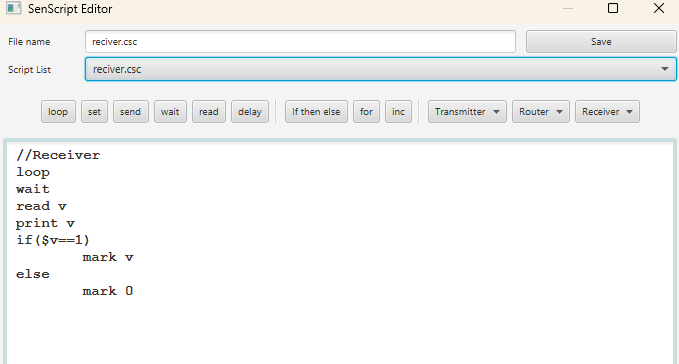 SenScript Editor
File name reciver.csc Save
Script List reciver.csc
loop set send wait read delay If then else for inc Transmitter Router Receiver
//Receiver
loop
wait
read v
print v
if($v==1)
mark v
else
mark 0